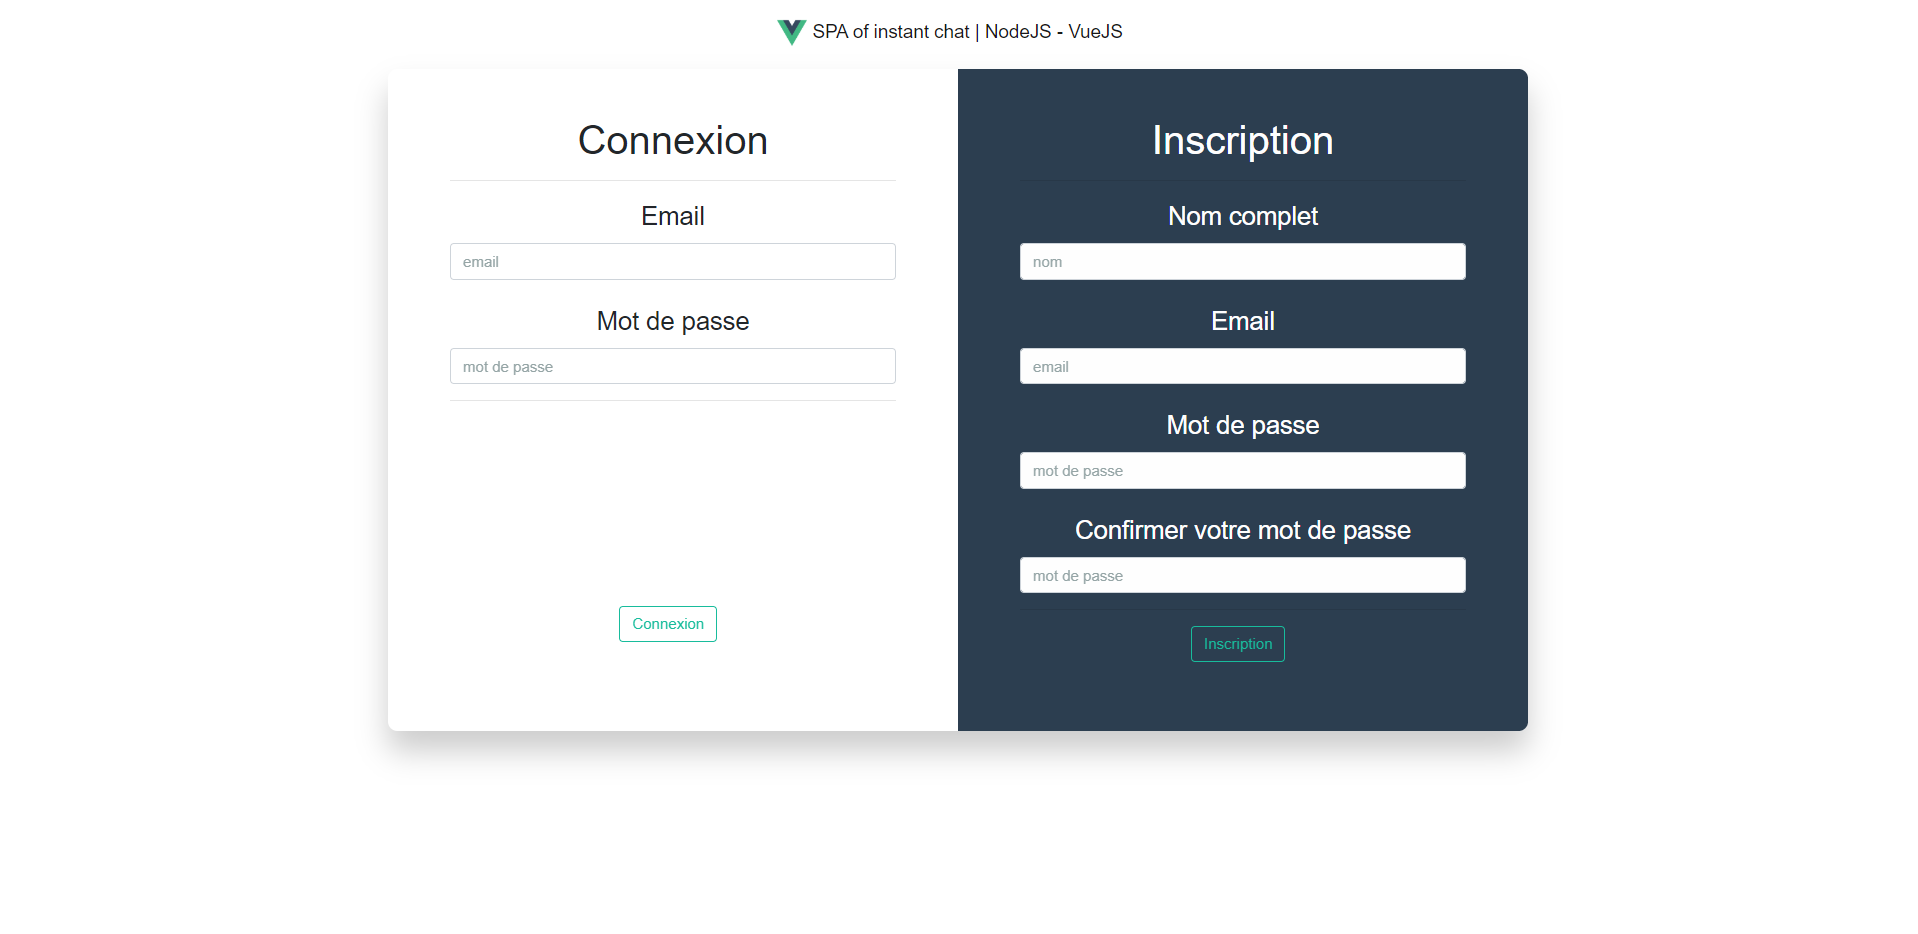 SPA of instant chat | NodeJS - VueJS
Connexion
Email
email
Mot de passe
mot de passe
Connexion
Inscription
Nom complet
nom
Email
email
Mot de passe
mot de passe
Confirmer votre mot de passe
mot de passe
Inscription